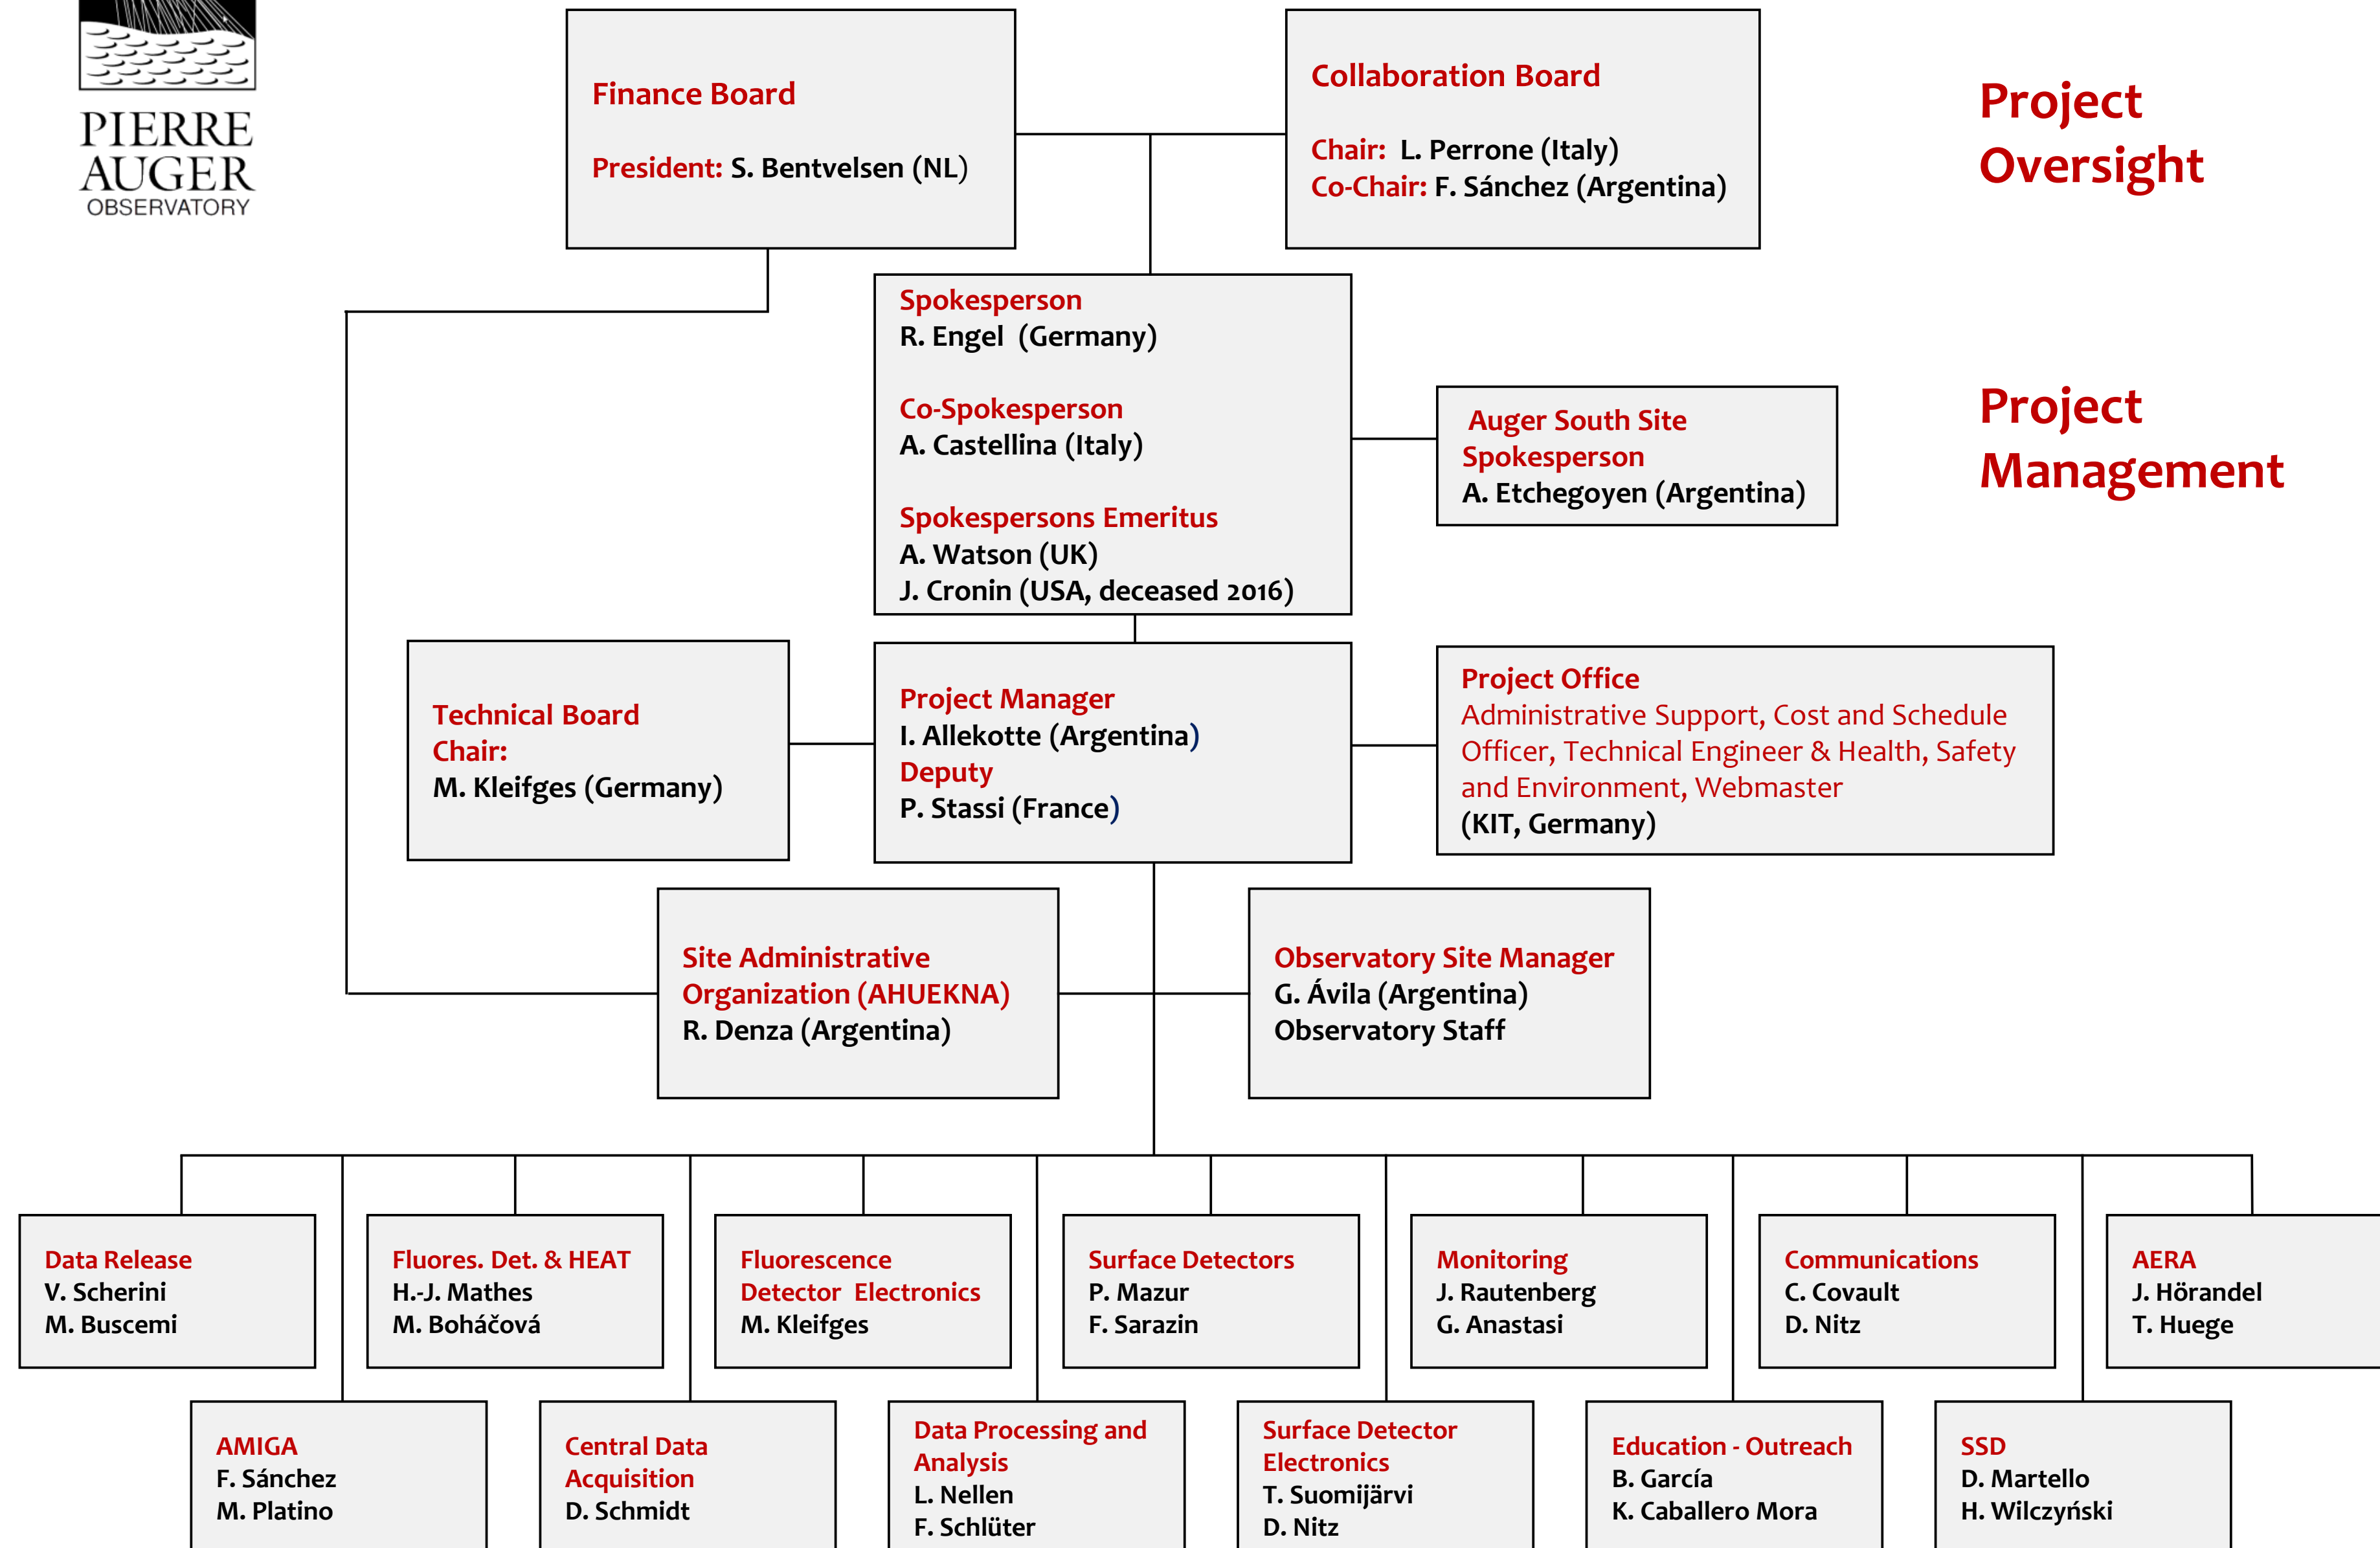 PIERRE
AUGER
OBSERVATORY
Finance Board
President: S. Bentvelsen (NL)
Collaboration Board
Chair: L. Perrone (Italy)
Co-Chair: F. Sánchez (Argentina)
Project
Oversight
Spokesperson
R. Engel (Germany)
Co-Spokesperson
A. Castellina (Italy)
Spokespersons Emeritus
A. Watson (UK)
J. Cronin (USA, deceased 2016)
Auger South Site
Spokesperson
A. Etchegoyen (Argentina)
Project
Management
Technical Board
Chair:
M. Kleifges (Germany)
Project Manager
I. Allekotte (Argentina)
Deputy
P. Stassi (France)
Project Office
Administrative Support, Cost and Schedule
Officer, Technical Engineer & Health, Safety
and Environment, Webmaster
(KIT, Germany)
Site Administrative
Organization (AHUEKNA)
R. Denza (Argentina)
Observatory Site Manager
G. Ávila (Argentina)
Observatory Staff
Data Release
V. Scherini
M. Buscemi
Fluores. Det. & HEAT
H.-J. Mathes
M. Boháčová
Fluorescence
Detector Electronics
M. Kleifges
Surface Detectors
P. Mazur
F. Sarazin
Monitoring
J. Rautenberg
G. Anastasi
Communications
C. Covault
D. Nitz
AERA
J. Hörandel
T. Huege
AMIGA
F. Sánchez
M. Platino
Central Data
Acquisition
D. Schmidt
Data Processing and
Analysis
L. Nellen
F. Schlüter
Surface Detector
Electronics
T. Suomijärvi
D. Nitz
Education - Outreach
B. García
K. Caballero Mora
SSD
D. Martello
H. Wilczyński